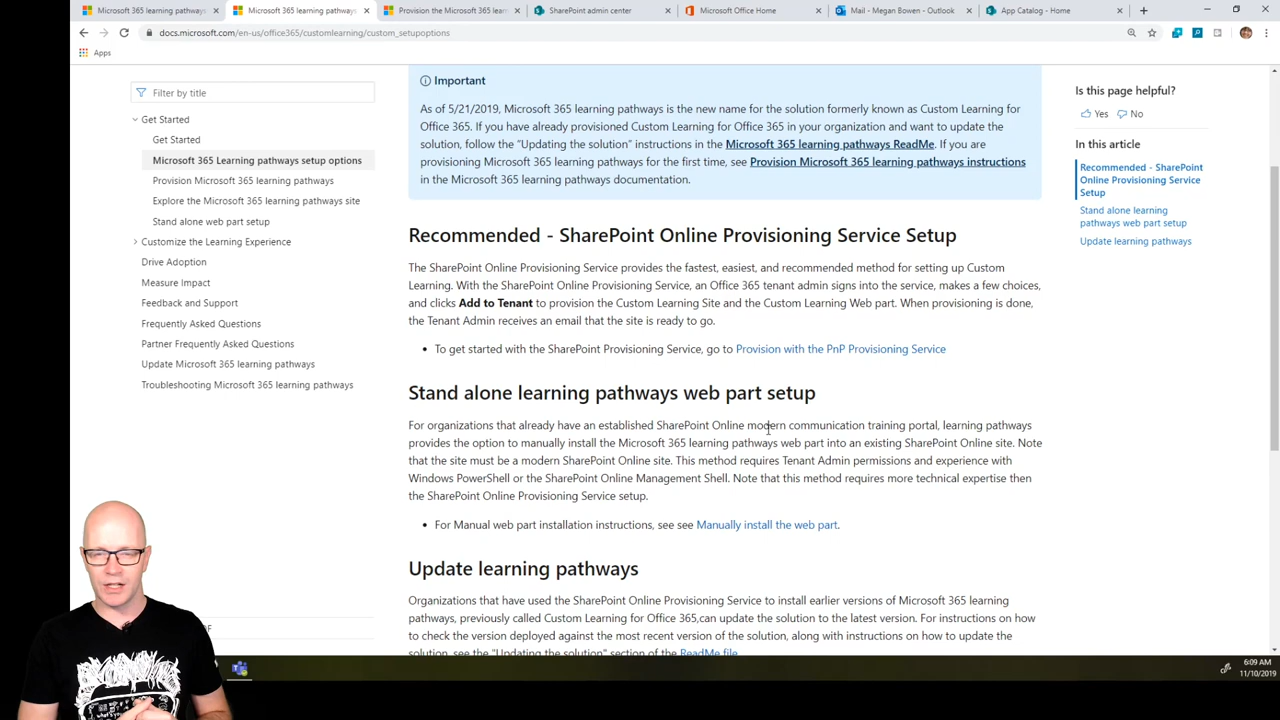 Microsoft 365 learning pathways
Microsoft 365 learning pathways
Provision the Microsoft 365 lear
SharePoint admin center
Microsoft Office Home
Mail - Megan Bowen - Outlook
App Catalog - Home
docs.microsoft.com/en-us/office365/customlearning/custom_setupoptions
Apps
Filter by title
Get Started
Get Started
Microsoft 365 Learning pathways setup options
Provision Microsoft 365 learning pathways
Explore the Microsoft 365 learning pathways site
Stand alone web part setup
Customize the Learning Experience
Drive Adoption
Measure Impact
Feedback and Support
Frequently Asked Questions
Partner Frequently Asked Questions
Update Microsoft 365 learning pathways
Troubleshooting Microsoft 365 learning pathways
Important
As of 5/21/2019, Microsoft 365 learning pathways is the new name for the solution formerly known as Custom Learning for
Office 365. If you have already provisioned Custom Learning for Office 365 in your organization and want to update the
solution, follow the "Updating the solution" instructions in the Microsoft 365 learning pathways ReadMe. If you are
provisioning Microsoft 365 learning pathways for the first time, see Provision Microsoft 365 learning pathways instructions
in the Microsoft 365 learning pathways documentation.
Recommended - SharePoint Online Provisioning Service Setup
The SharePoint Online Provisioning Service provides the fastest, easiest, and recommended method for setting up Custom
Learning. With the SharePoint Online Provisioning Service, an Office 365 tenant admin signs into the service, makes a few choices,
and clicks Add to Tenant to provision the Custom Learning Site and the Custom Learning Web part. When provisioning is done,
the Tenant Admin receives an email that the site is ready to go.
• To get started with the SharePoint Provisioning Service, go to Provision with the PnP Provisioning Service
Stand alone learning pathways web part setup
For organizations that already have an established SharePoint Online modern communication training portal, learning pathways
provides the option to manually install the Microsoft 365 learning pathways web part into an existing SharePoint Online site. Note
that the site must be a modern SharePoint Online site. This method requires Tenant Admin permissions and experience with
Windows PowerShell or the SharePoint Online Management Shell. Note that this method requires more technical expertise then
the SharePoint Online Provisioning Service setup.
• For Manual web part installation instructions, see see Manually install the web part.
Update learning pathways
Organizations that have used the SharePoint Online Provisioning Service to install earlier versions of Microsoft 365 learning
pathways, previously called Custom Learning for Office 365,can update the solution to the latest version. For instructions on how
to check the version deployed against the most recent version of the solution, along with instructions on how to update the
solution, see the "Updating the solution" section of the ReadMe file.
Is this page helpful?
Yes
No
In this article
Recommended - SharePoint
Online Provisioning Service
Setup
Stand alone learning
pathways web part setup
Update learning pathways
6:09 AM
11/10/2019